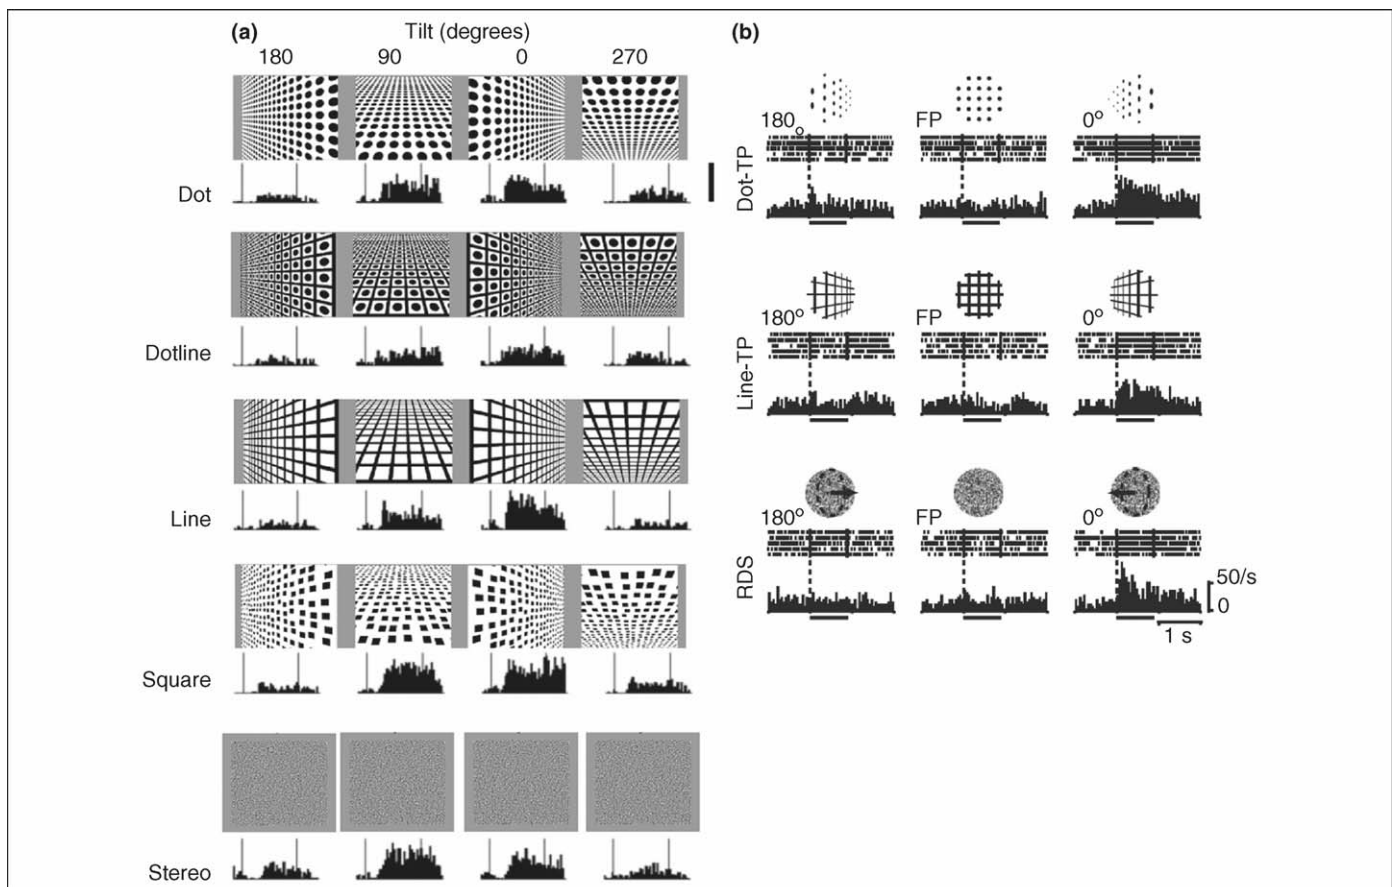 (a)
Tilt (degrees)
180 90 0 270
Dot
Dotline
Line
Square
Stereo
(b)
180° FP 0°
Dot-TP
180° FP 0°
Line-TP
180° FP 0°
RDS
50/s
0
1 s